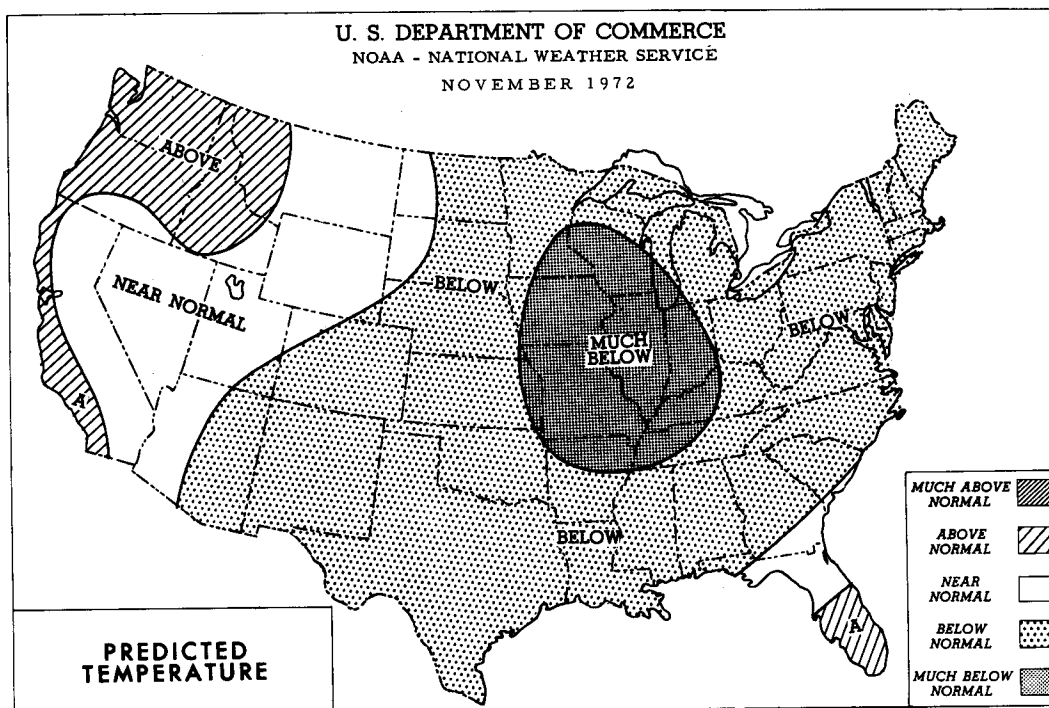 U. S. DEPARTMENT OF COMMERCE
NOAA - NATIONAL WEATHER SERVICE
NOVEMBER 1972
ABOVE
NEAR NORMAL
BELOW
MUCH
BELOW
BELOW
A
BELOW
A
MUCH ABOVE
NORMAL
ABOVE
NORMAL
NEAR
NORMAL
BELOW
NORMAL
MUCH BELOW
NORMAL
PREDICTED
TEMPERATURE